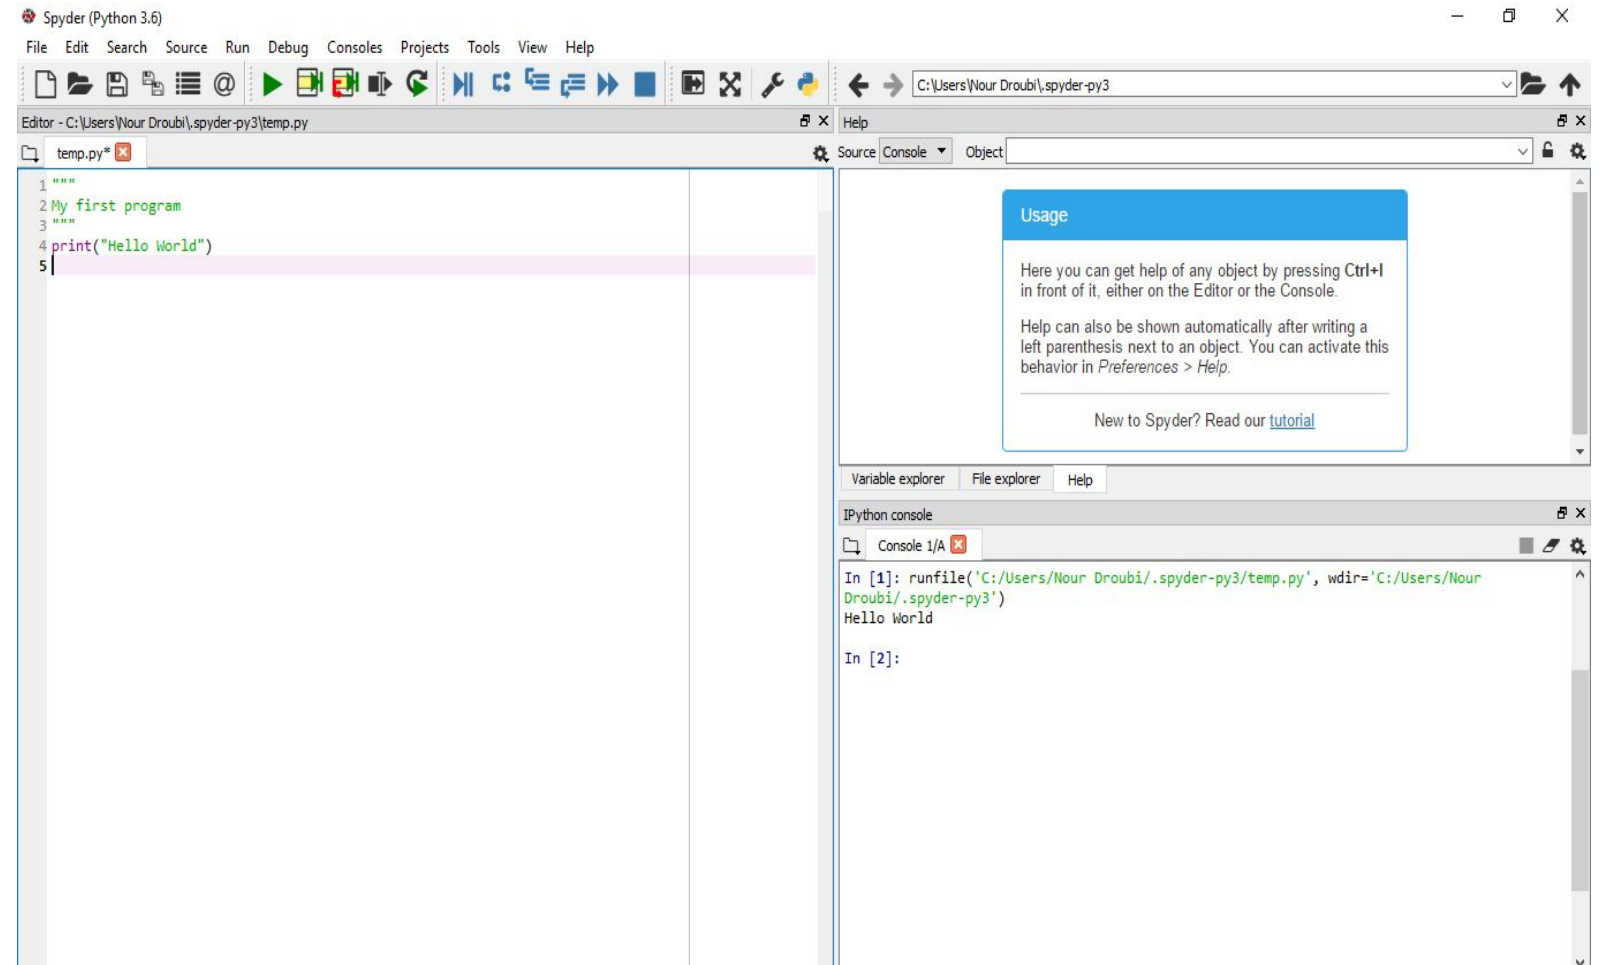 Spyder (Python 3.6)
File Edit Search Source Run Debug Consoles Projects Tools View Help
C:\Users\Nour Droubi\.spyder-py3
Editor - C:\Users\Nour Droubi\.spyder-py3\temp.py
temp.py*
1 """
2 My first program
3 """
4 print("Hello World")
5
Help
Source Console Object
Usage
Here you can get help of any object by pressing Ctrl+I
in front of it, either on the Editor or the Console.
Help can also be shown automatically after writing a
left parenthesis next to an object. You can activate this
behavior in Preferences > Help.
New to Spyder? Read our tutorial
Variable explorer File explorer Help
IPython console
Console 1/A
In [1]: runfile('C:/Users/Nour Droubi/.spyder-py3/temp.py', wdir='C:/Users/Nour
Droubi/.spyder-py3')
Hello World
In [2]: